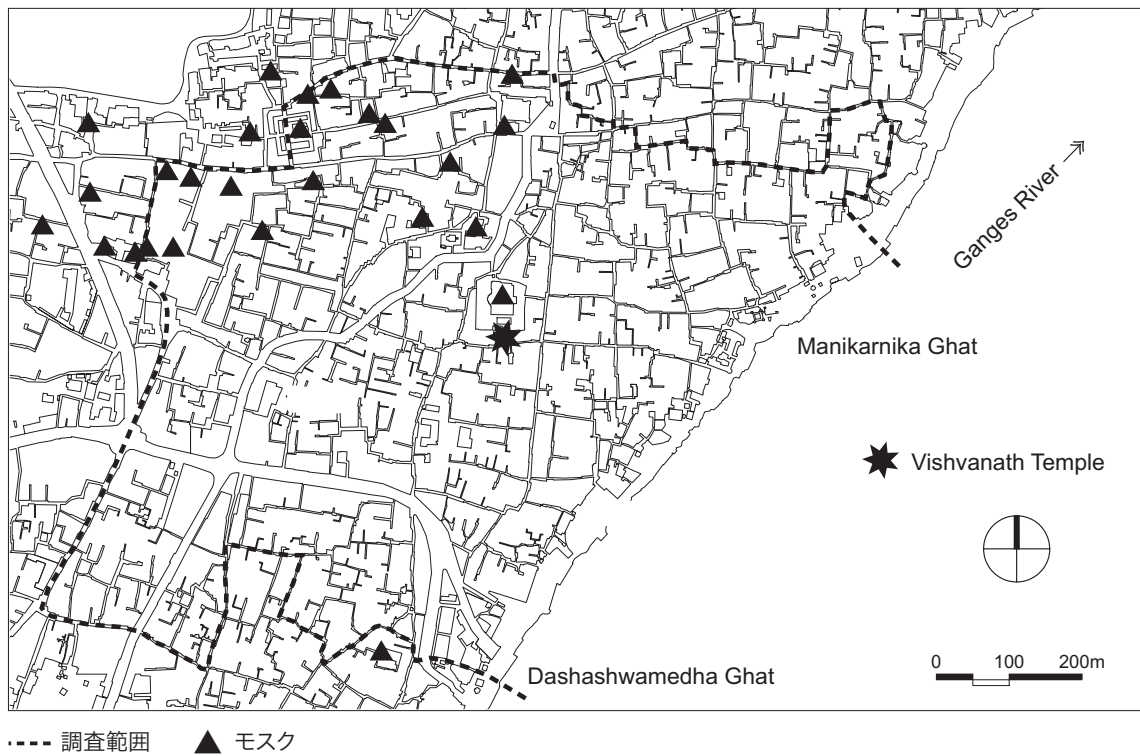 Ganges River
Manikarnika Ghat
Vishvanath Temple
0 100 200m
Dashashwamedha Ghat
調査範囲 モスク